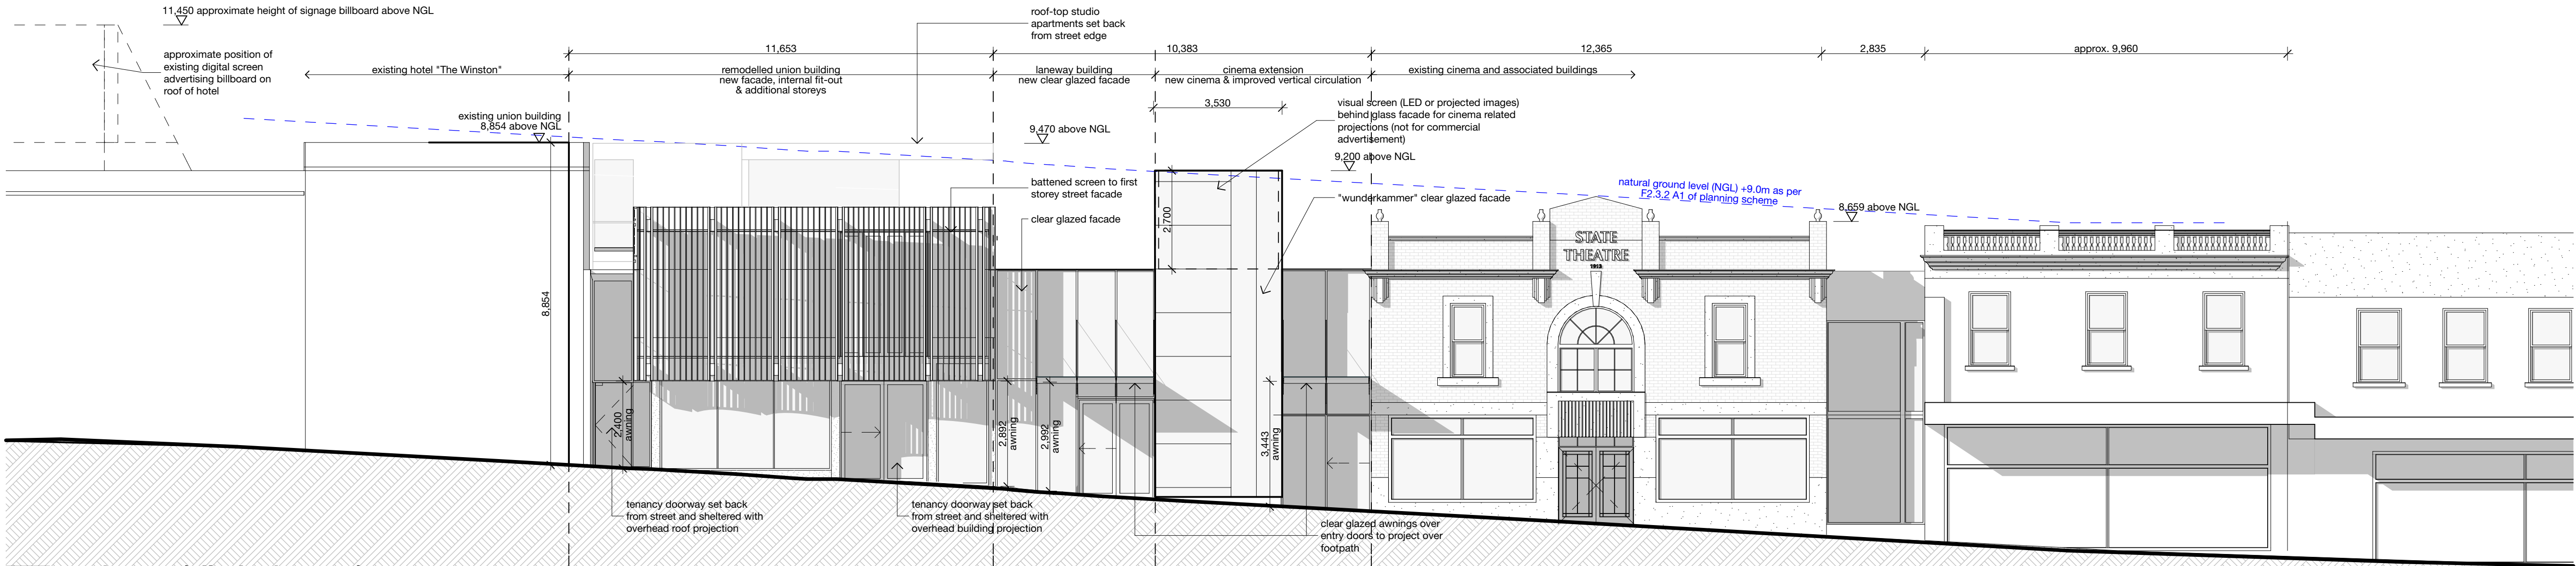 11,450 approximate height of signage billboard above NGL
approximate position of
existing digital screen
advertising billboard on
roof of hotel
roof-top studio
apartments set back
from street edge
11,653
10,383
12,365
2,835
approx. 9,960
existing hotel "The Winston"
remodelled union building
new facade, internal fit-out
& additional storeys
laneway building
new clear glazed facade
cinema extension
new cinema & improved vertical circulation
existing cinema and associated buildings
3,530
visual screen (LED or projected images)
behind glass facade for cinema related
projections (not for commercial
advertisement)
existing union building
8,854 above NGL
9,470 above NGL
9,200 above NGL
battened screen to first
storey street facade
clear glazed facade
"wunderkammer" clear glazed facade
natural ground level (NGL) +9.0m as per
F2.3.2 A1 of planning scheme
8,659 above NGL
2,700
STATE
THEATRE
1913
8,854
2,400
awning
2,892
awning
2,992
awning
3,443
awning
tenancy doorway set back
from street and sheltered with
overhead roof projection
tenancy doorway set back
from street and sheltered with
overhead building projection
clear glazed awnings over
entry doors to project over
footpath